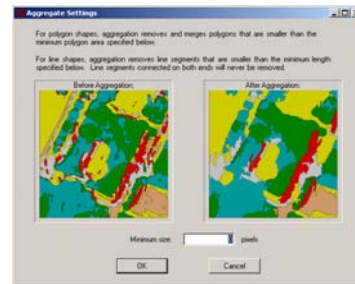 Aggregate Settings
For polygon shapes, aggregation removes and merges polygons that are smaller than the
minimum polygon area specified below.
For line shapes, aggregation removes line segments that are smaller than the minimum length
specified below. Line segments connected on both ends will never be removed.
Before Aggregation:
After Aggregation:
Minimum size:
pixels
OK
Cancel